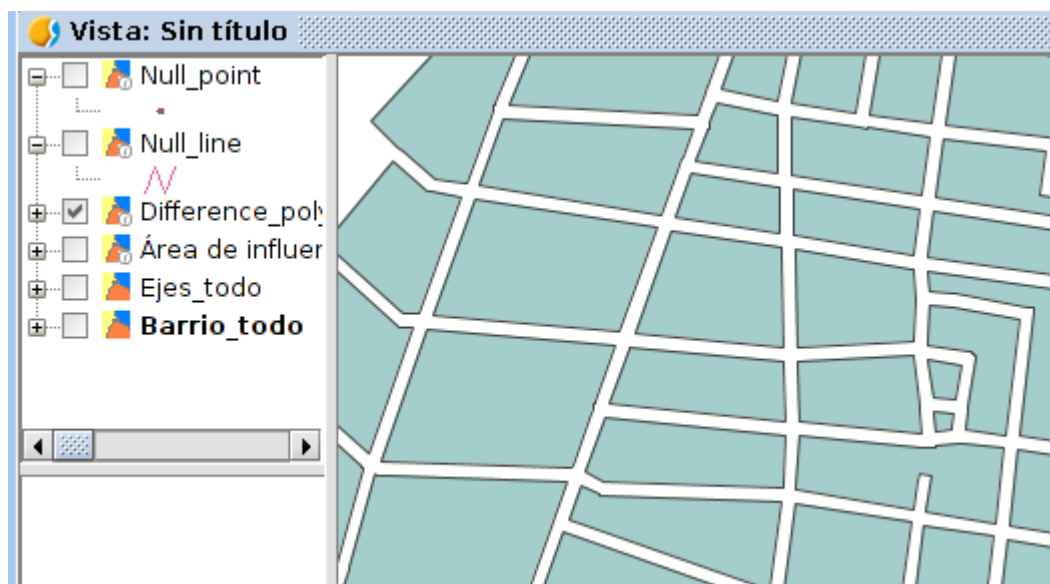 Vista: Sin título
Null_point
Null_line
Difference_poly
Área de influer
Ejes_todo
Barrio_todo